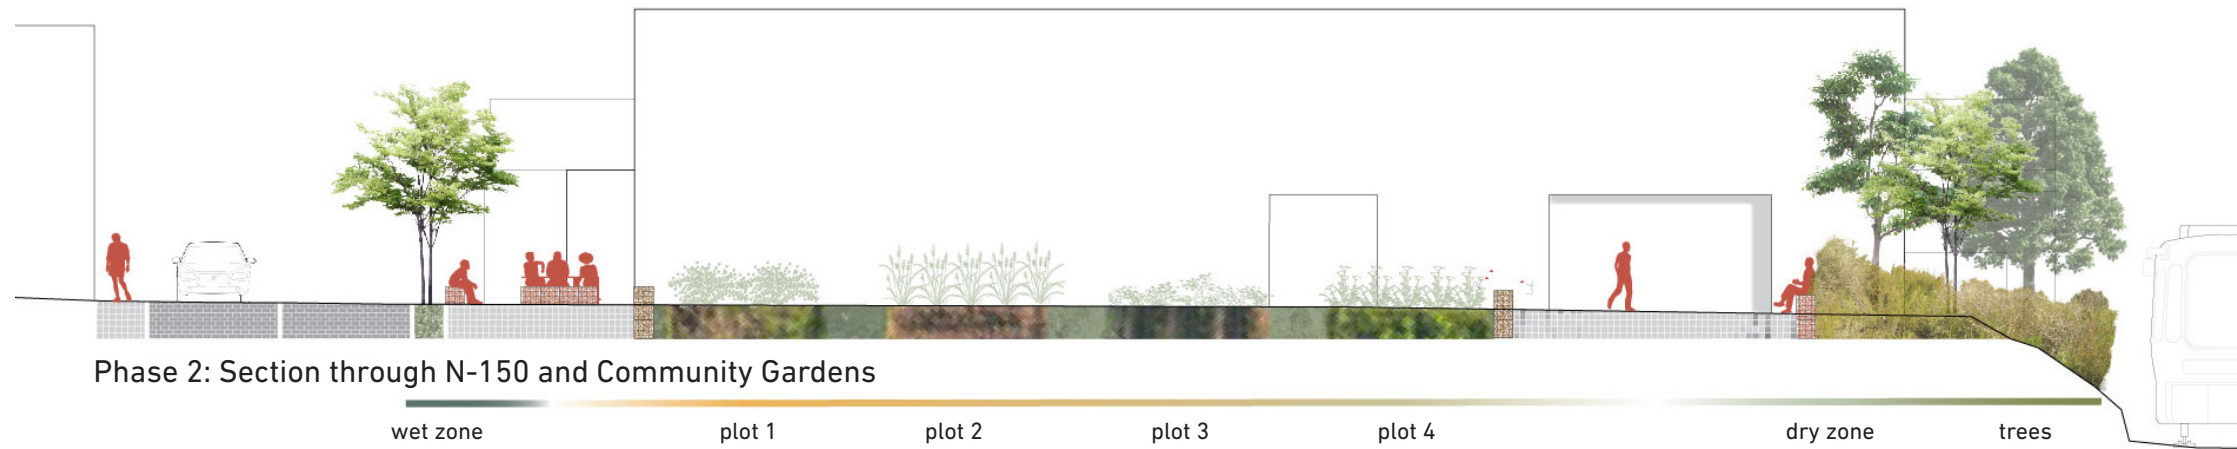 Phase 2: Section through N-150 and Community Gardens
wet zone plot 1 plot 2 plot 3 plot 4 dry zone trees